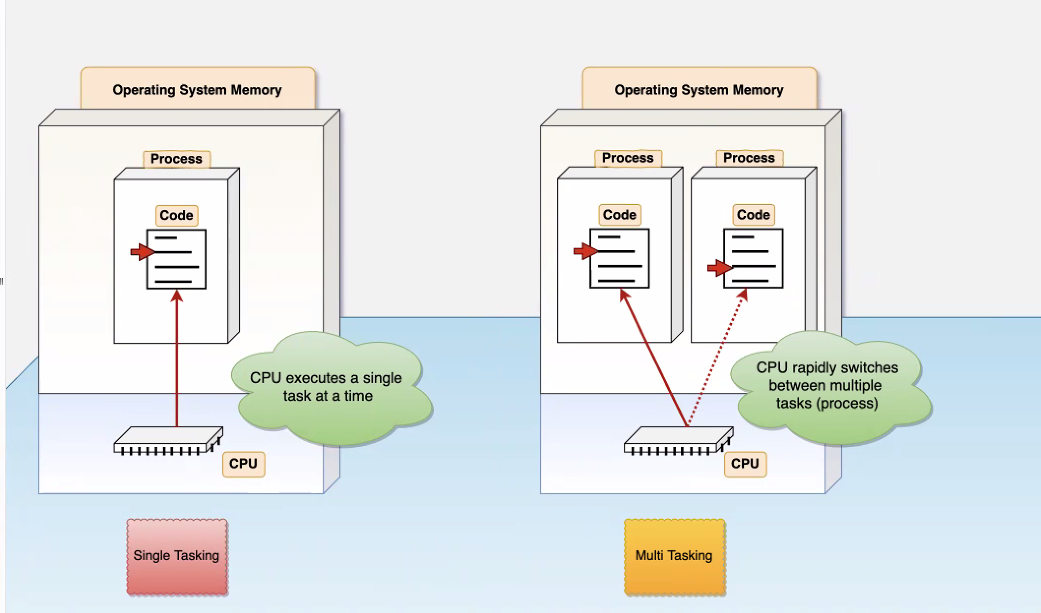 Operating System Memory
Process
Code
CPU executes a single
task at a time
CPU
Single Tasking
Operating System Memory
Process
Process
Code
Code
CPU rapidly switches
between multiple
tasks (process)
CPU
Multi Tasking